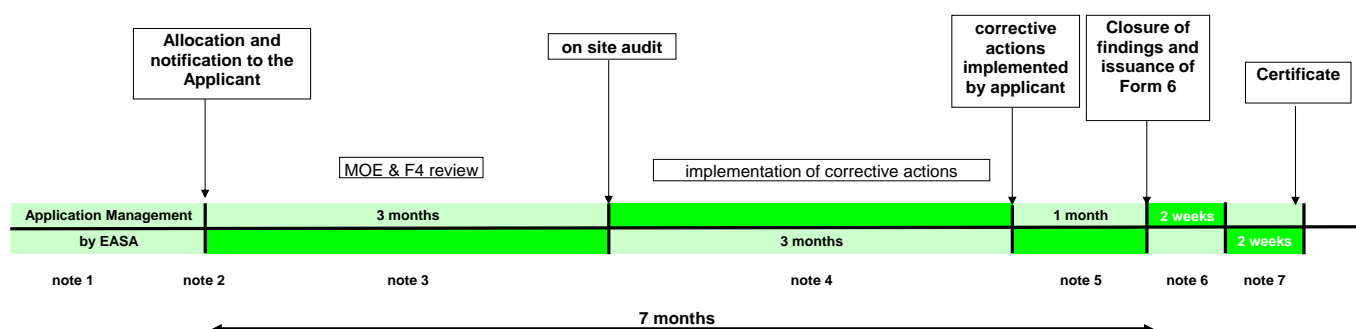 Allocation and
notification to the
Applicant
on site audit
corrective
actions
implemented
by applicant
Closure of
findings and
issuance of
Form 6
Certificate
MOE & F4 review
implementation of corrective actions
Application Management
3 months
1 month
2 weeks
by EASA
3 months
2 weeks
note 1
note 2
note 3
note 4
note 5
note 6
note 7
7 months